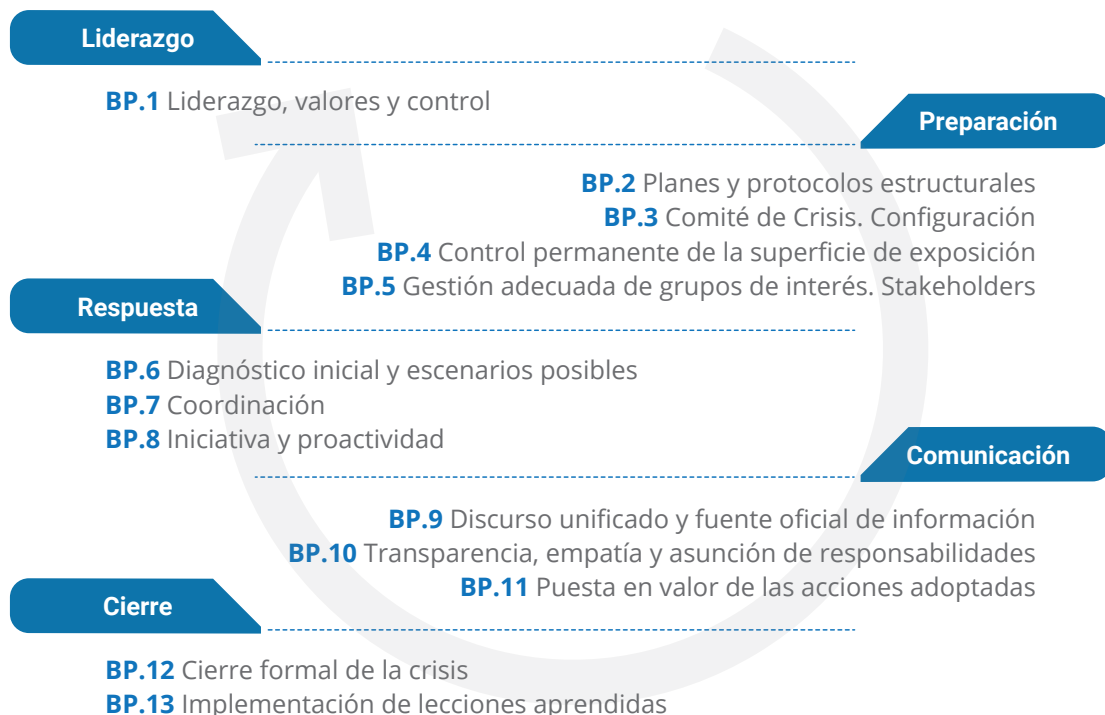 Liderazgo
BP.1 Liderazgo, valores y control
Preparación
BP.2 Planes y protocolos estructurales
BP.3 Comité de Crisis. Configuración
BP.4 Control permanente de la superficie de exposición
BP.5 Gestión adecuada de grupos de interés. Stakeholders
Respuesta
BP.6 Diagnóstico inicial y escenarios posibles
BP.7 Coordinación
BP.8 Iniciativa y proactividad
Comunicación
BP.9 Discurso unificado y fuente oficial de información
BP.10 Transparencia, empatía y asunción de responsabilidades
BP.11 Puesta en valor de las acciones adoptadas
Cierre
BP.12 Cierre formal de la crisis
BP.13 Implementación de lecciones aprendidas